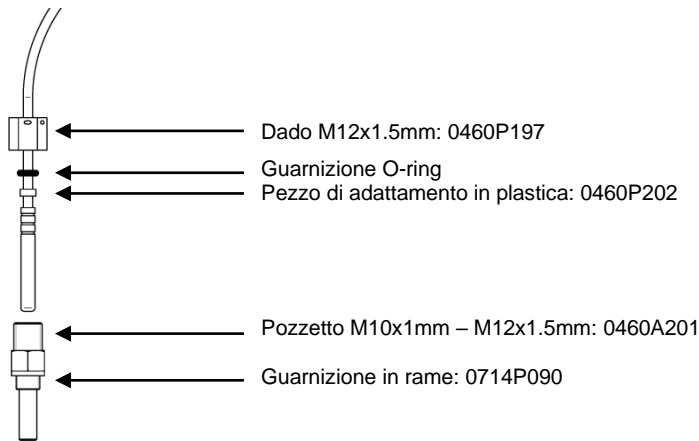 Dado M12x1.5mm: 0460P197
Guarnizione O-ring
Pezzo di adattamento in plastica: 0460P202
Pozzetto M10x1mm – M12x1.5mm: 0460A201
Guarnizione in rame: 0714P090